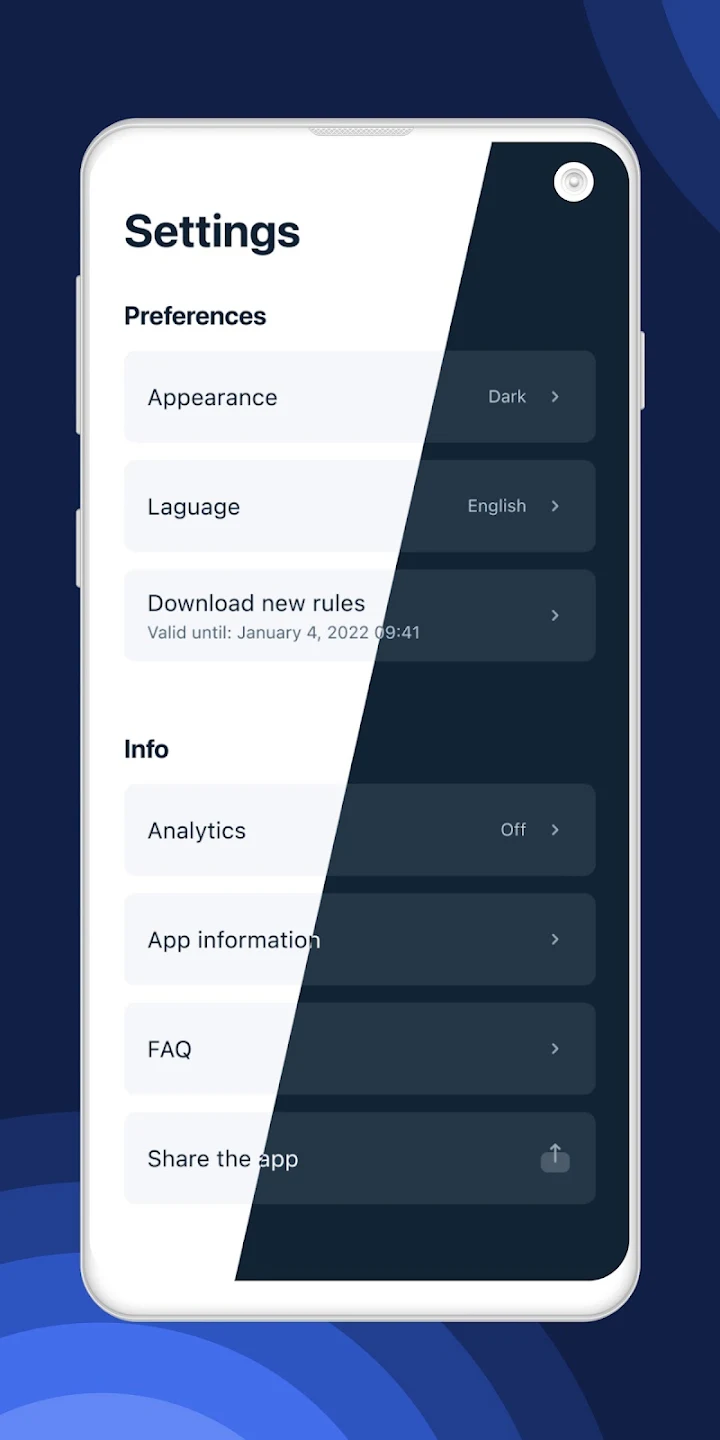 Settings
Preferences
Appearance Dark
Laguage English
Download new rules
Valid until: January 4, 2022 09:41
Info
Analytics Off
App information
FAQ
Share the app